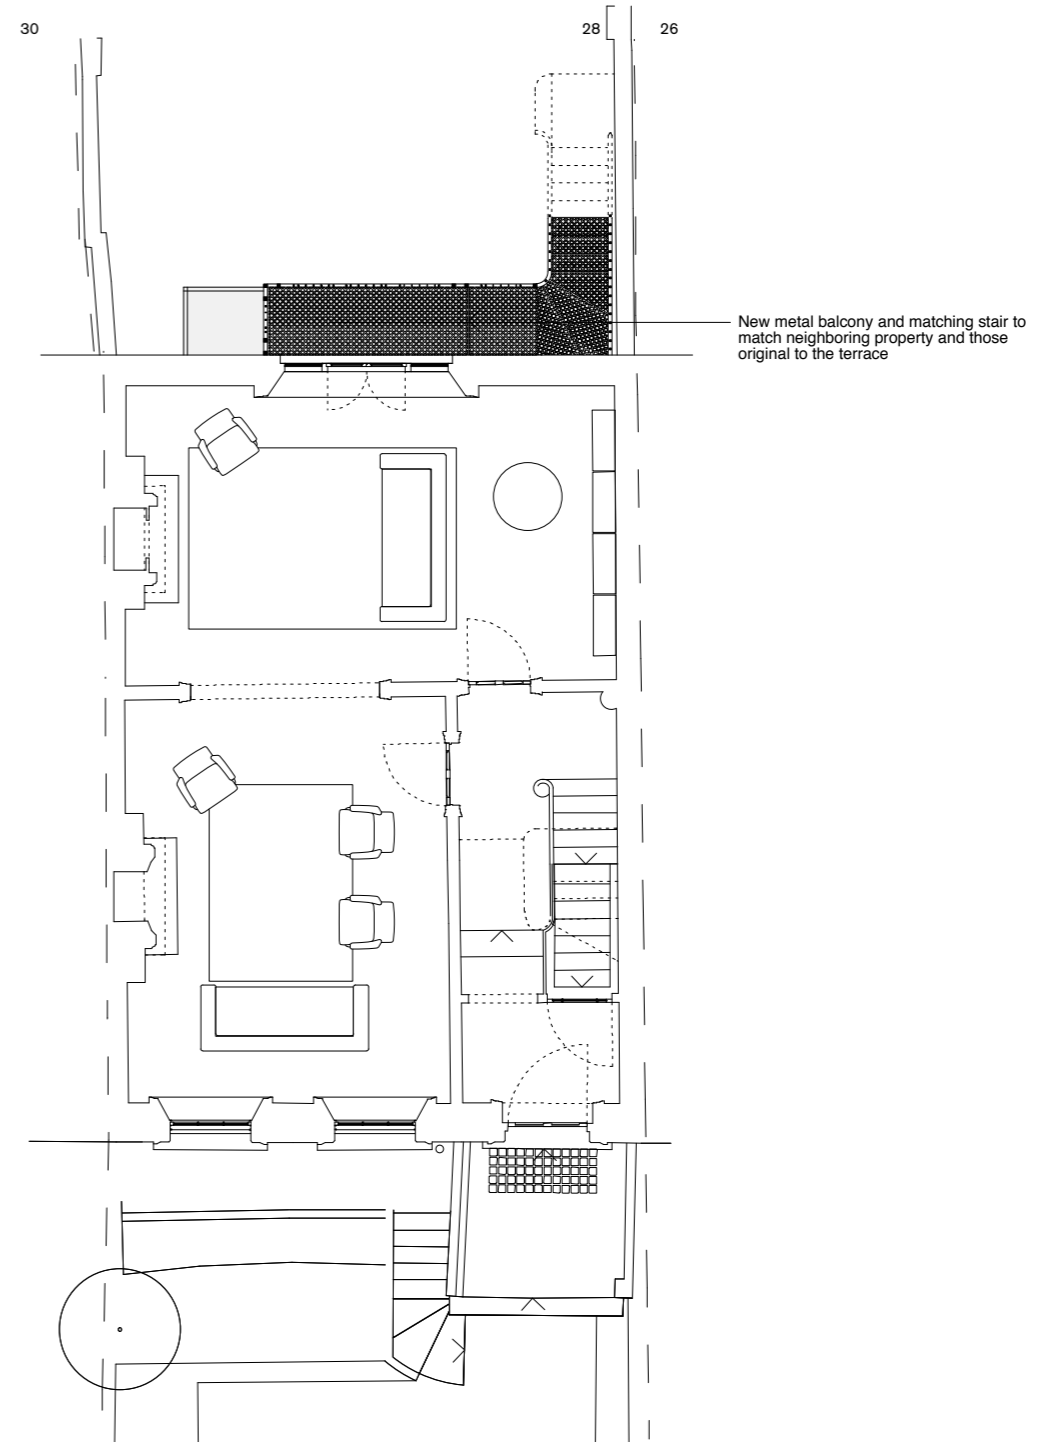 30
28
26
New metal balcony and matching stair to
match neighboring property and those
original to the terrace